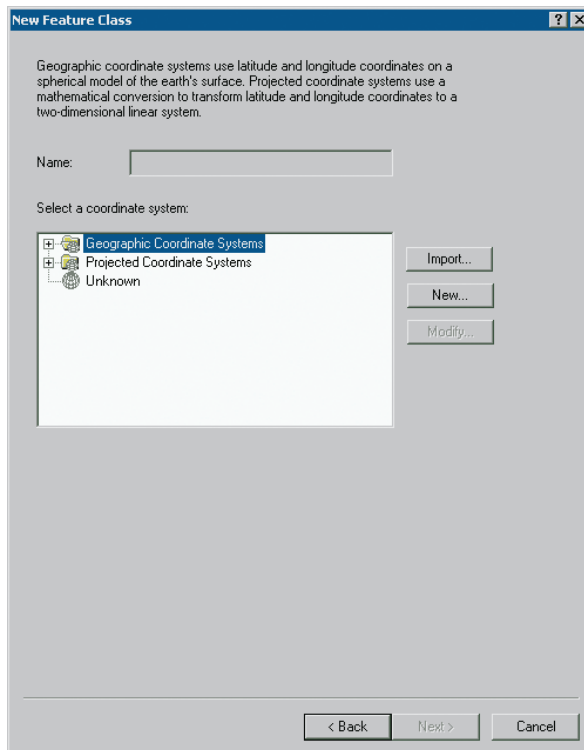 New Feature Class
Geographic coordinate systems use latitude and longitude coordinates on a
spherical model of the earth's surface. Projected coordinate systems use a
mathematical conversion to transform latitude and longitude coordinates to a
two-dimensional linear system.
Name:
Select a coordinate system:
Geographic Coordinate Systems
Projected Coordinate Systems
Unknown
Import...
New...
Modify...
< Back
Next >
Cancel